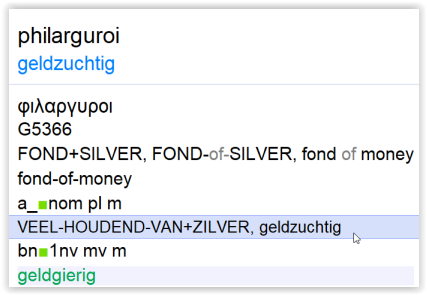 philarguroi
geldzuchtig
φιλαργυροι
G5366
FOND+SILVER, FOND-of-SILVER, fond of money
fond-of-money
a_■nom pl m
VEEL-HOUDEND-VAN+ZILVER, geldzuchtig
bn■1nv mv m
geldgierig